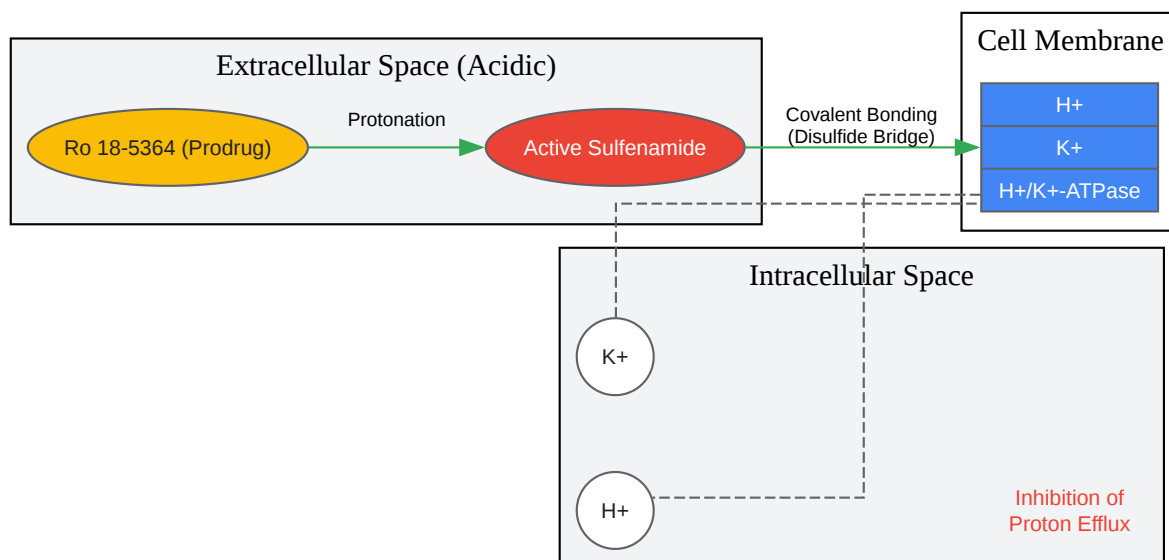 Cell Membrane
Extracellular Space (Acidic)
Ro 18-5364 (Prodrug)
Protonation
Active Sulfenamide
Covalent Bonding
(Disulfide Bridge)
H+
K+
H+/K+-ATPase
Intracellular Space
K+
H+
Inhibition of
Proton Efflux